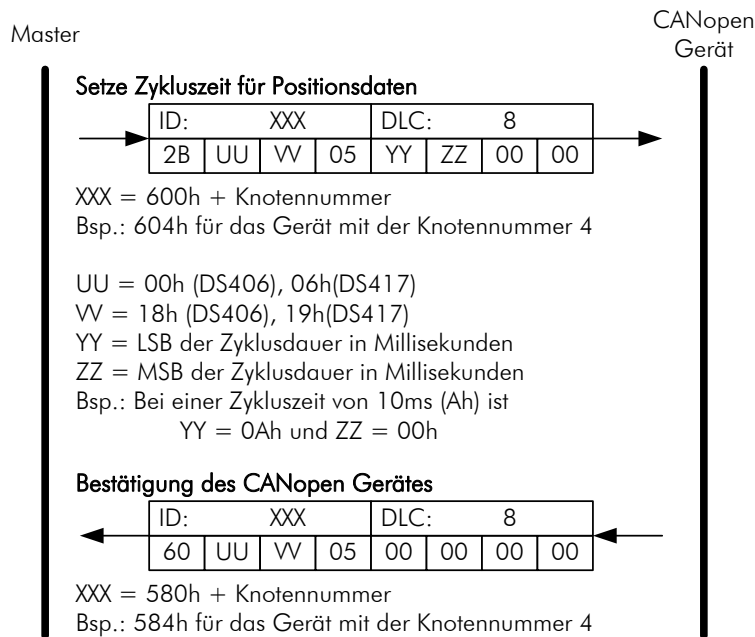 Master
CANopen
Gerät
Setze Zykluszeit für Positionsdaten
ID: XXX DLC: 8
2B UU VV 05 YY ZZ 00 00
XXX = 600h + Knotennummer
Bsp.: 604h für das Gerät mit der Knotennummer 4
UU = 00h (DS406), 06h(DS417)
VV = 18h (DS406), 19h(DS417)
YY = LSB der Zyklusdauer in Millisekunden
ZZ = MSB der Zyklusdauer in Millisekunden
Bsp.: Bei einer Zykluszeit von 10ms (Ah) ist
YY = 0Ah und ZZ = 00h
Bestätigung des CANopen Gerätes
ID: XXX DLC: 8
60 UU VV 05 00 00 00 00
XXX = 580h + Knotennummer
Bsp.: 584h für das Gerät mit der Knotennummer 4